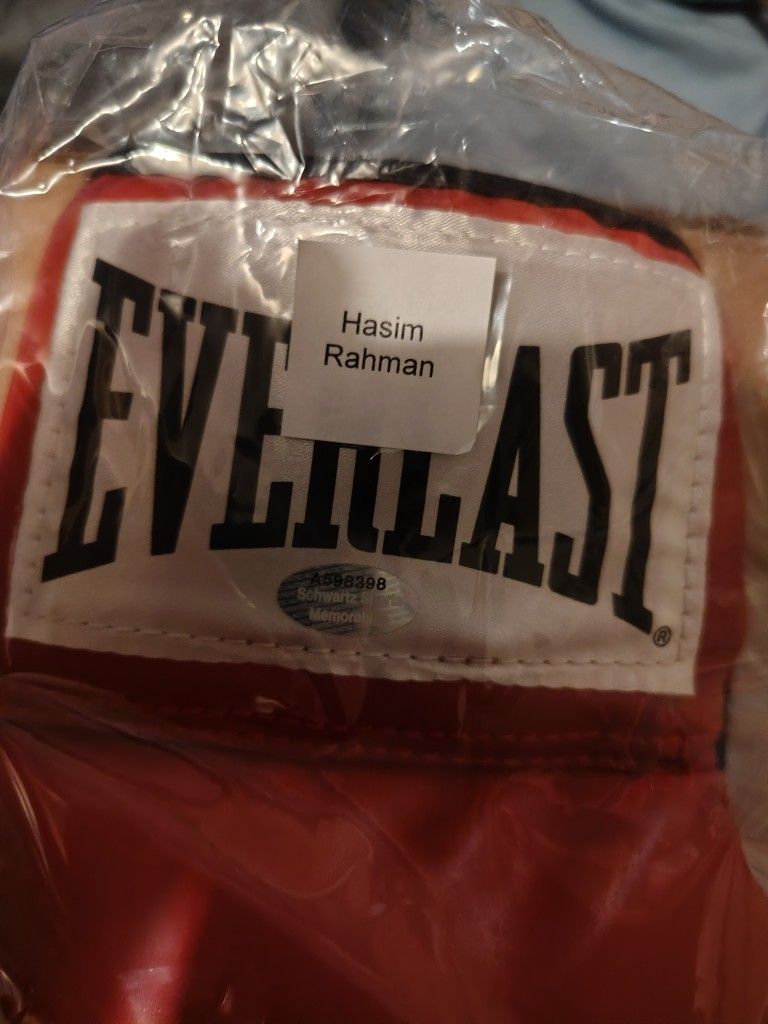 Hasim
Rahman
EVERLAST
®
A598398
Schwartz